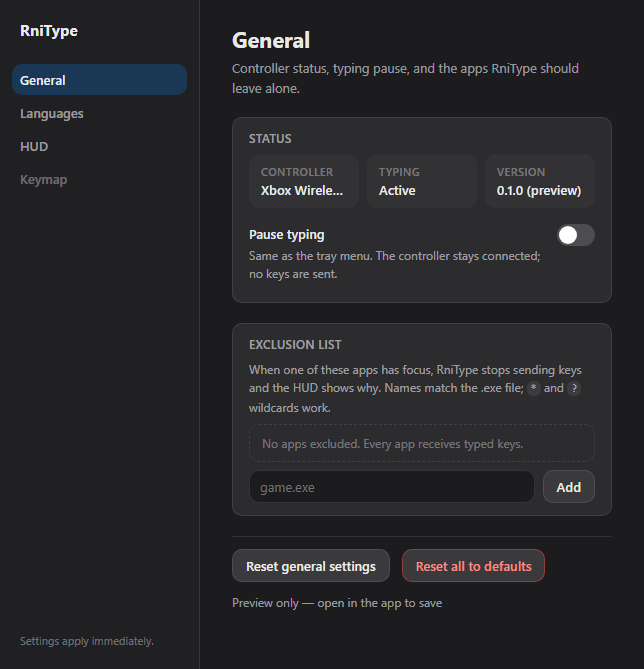 RniType
General
Languages
HUD
Keymap
Settings apply immediately.
General
Controller status, typing pause, and the apps RniType should
leave alone.
STATUS
CONTROLLER
Xbox Wirele...
TYPING
Active
VERSION
0.1.0 (preview)
Pause typing
Same as the tray menu. The controller stays connected;
no keys are sent.
EXCLUSION LIST
When one of these apps has focus, RniType stops sending keys
and the HUD shows why. Names match the .exe file; * and ?
wildcards work.
No apps excluded. Every app receives typed keys.
game.exe
Add
Reset general settings
Reset all to defaults
Preview only — open in the app to save